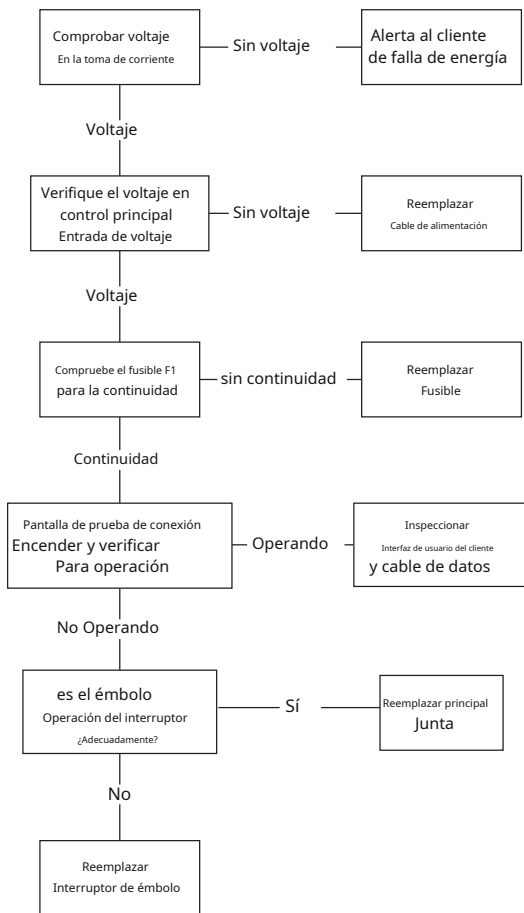 Comprobar voltaje
En la toma de corriente
Sin voltaje
Alerta al cliente
de falla de energía
Voltaje
Verifique el voltaje en
control principal
Entrada de voltaje
Sin voltaje
Reemplazar
Cable de alimentación
Voltaje
Compruebe el fusible F1
para la continuidad
sin continuidad
Reemplazar
Fusible
Continuidad
Pantalla de prueba de conexión
Encender y verificar
Para operación
Operando
Inspeccionar
Interfaz de usuario del cliente
y cable de datos
No Operando
es el émbolo
Operación del interruptor
¿Adecuadamente?
Sí
Reemplazar principal
Junta
No
Reemplazar
Interruptor de émbolo